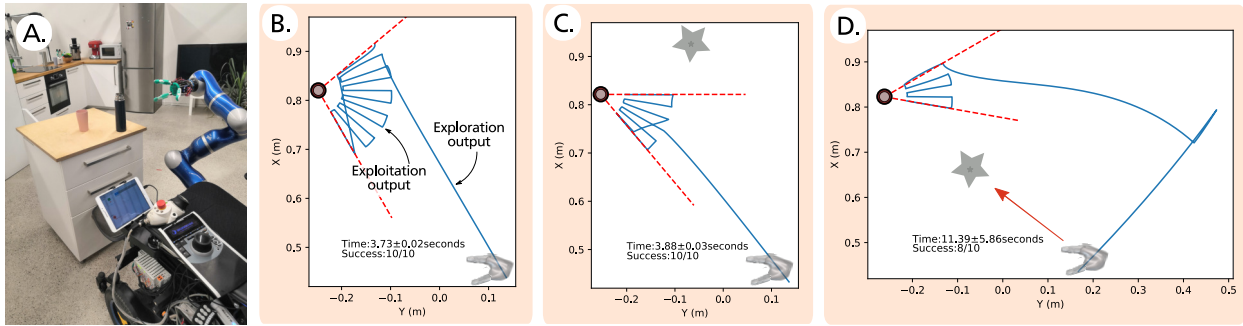 A.
B.
0.9
0.8
0.7
0.6
0.5
X (m)
−0.2
−0.1
0.0
0.1
Y (m)
Exploration
output
Exploitation
output
Time:3.73±0.02seconds
Success:10/10
C.
0.9
0.8
0.7
0.6
0.5
X (m)
−0.2
−0.1
0.0
0.1
Y (m)
Time:3.88±0.03seconds
Success:10/10
D.
0.9
0.8
0.7
0.6
0.5
X (m)
−0.2
−0.1
0.0
0.1
0.2
0.3
0.4
0.5
Y (m)
Time:11.39±5.86seconds
Success:8/10